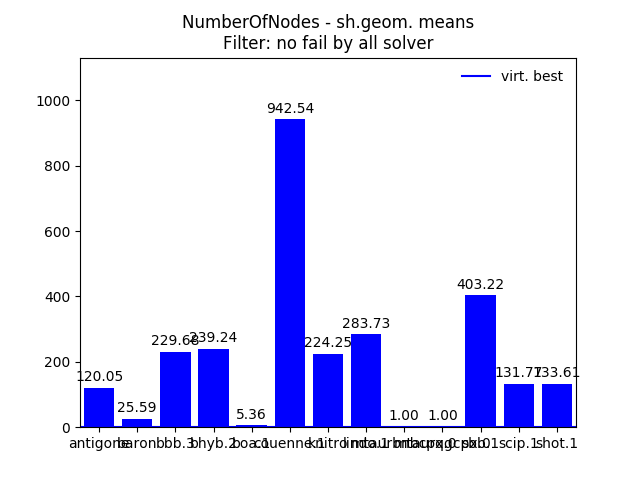 NumberOfNodes - sh.geom. means
Filter: no fail by all solver
virt. best
1000
800
600
400
200
0
120.05
25.59
229.68
239.24
5.36
942.54
224.25
283.73
1.00
1.00
403.22
131.77
133.61
antigone
baron
bbb.3
bhyb.2
boa.1
couenne.1
knitro
scip.1
shot.1